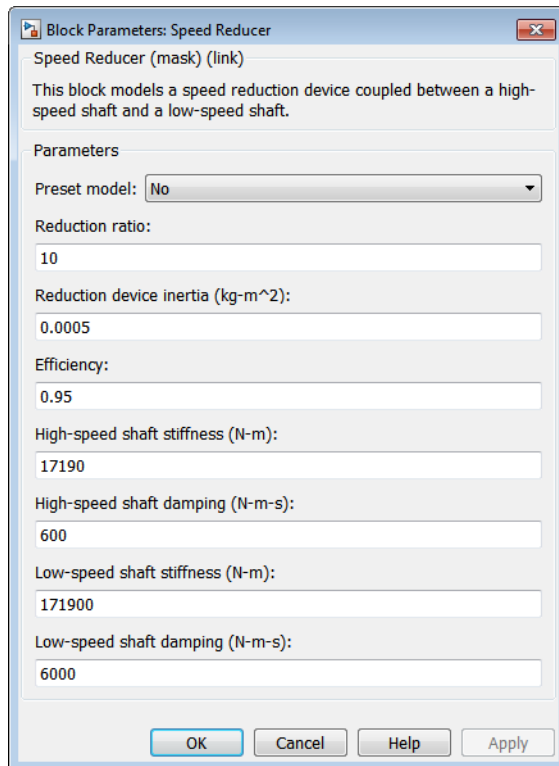 Block Parameters: Speed Reducer
Speed Reducer (mask) (link)
This block models a speed reduction device coupled between a high-
speed shaft and a low-speed shaft.
Parameters
Preset model: No
Reduction ratio:
10
Reduction device inertia (kg-m^2):
0.0005
Efficiency:
0.95
High-speed shaft stiffness (N-m):
17190
High-speed shaft damping (N-m-s):
600
Low-speed shaft stiffness (N-m):
171900
Low-speed shaft damping (N-m-s):
6000
OK Cancel Help Apply